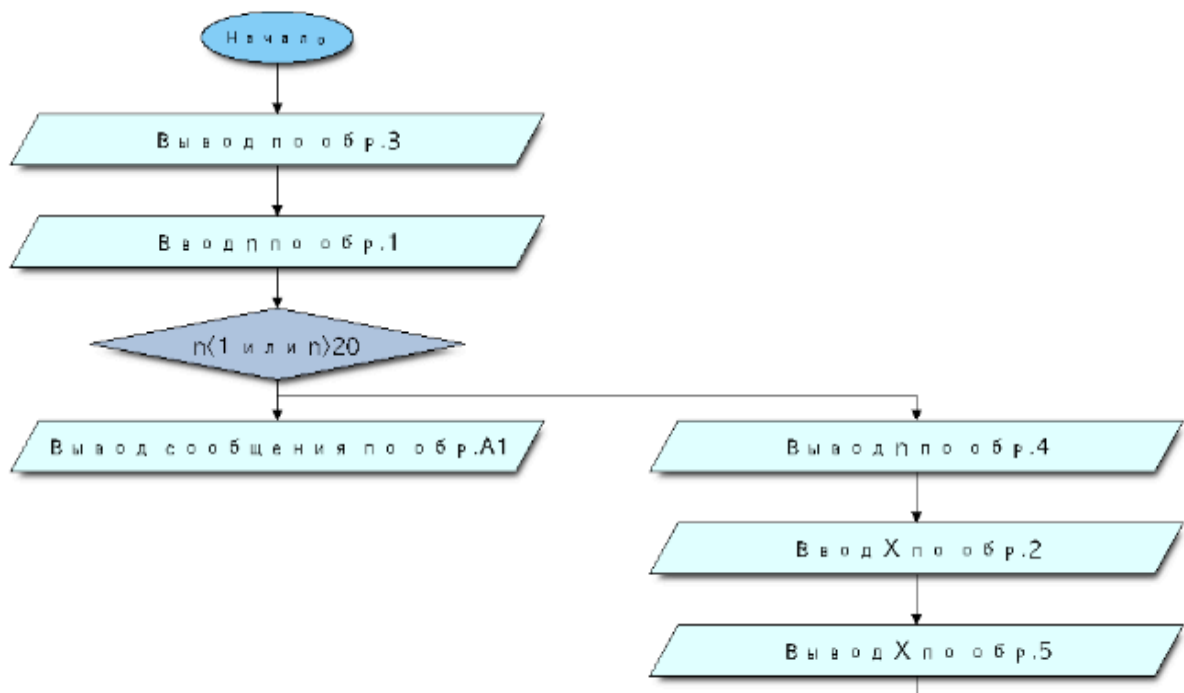 Начало
Вывод по обр.3
Ввод n по обр.1
n<1 или n>20
Вывод сообщения по обр.А1
Вывод n по обр.4
Ввод X по обр.2
Вывод X по обр.5